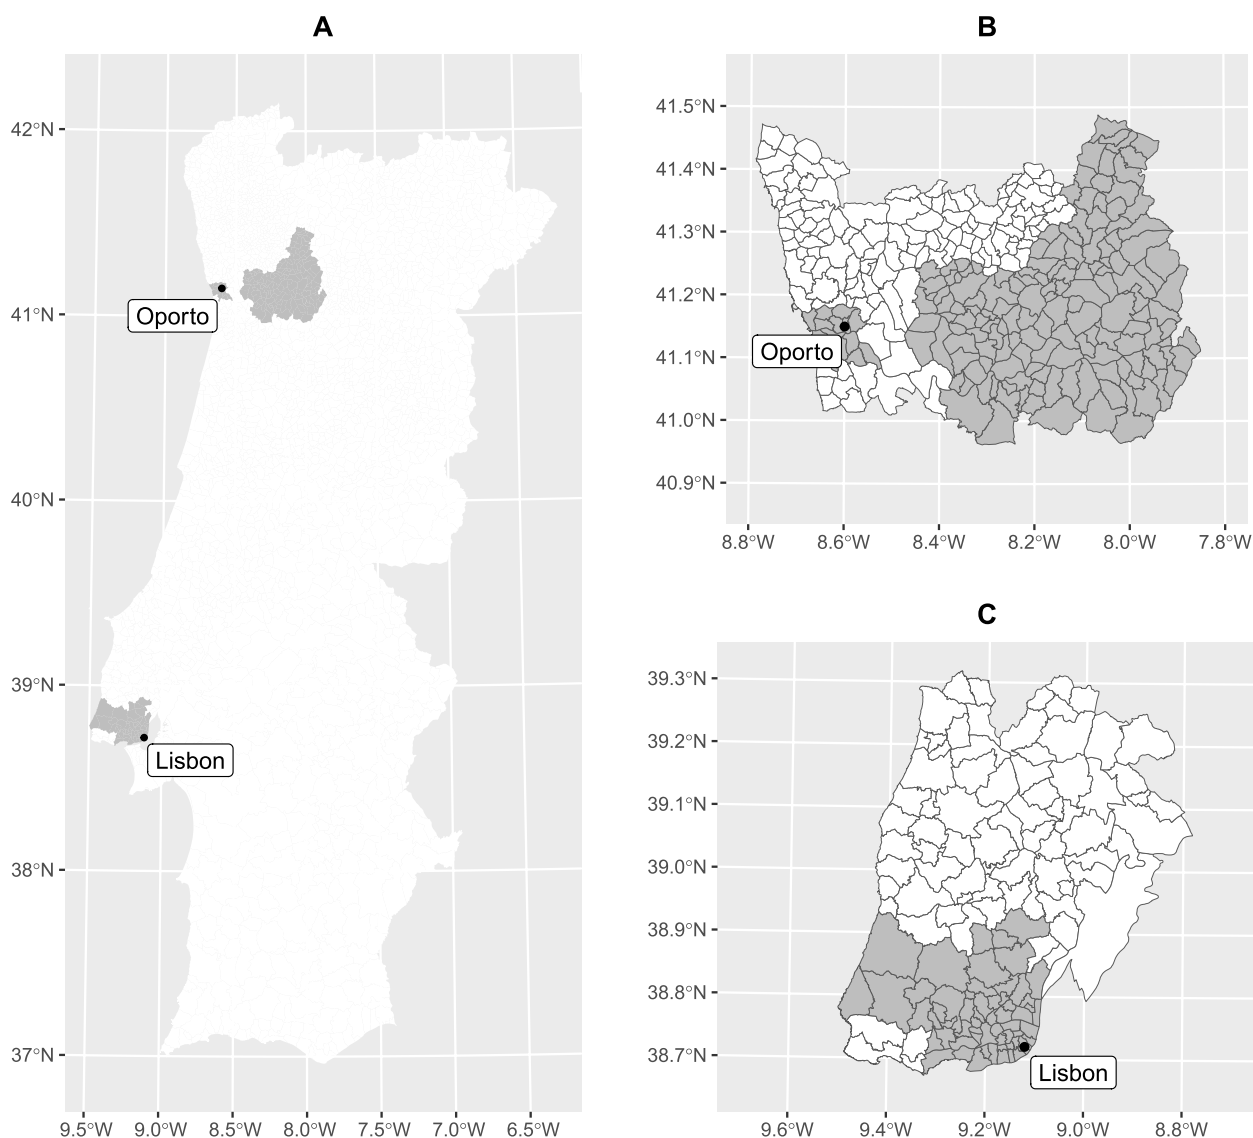 A
42°N
41°N
40°N
39°N
38°N
37°N
Oporto
Lisbon
9.5°W 9.0°W 8.5°W 8.0°W 7.5°W 7.0°W 6.5°W
B
41.5°N
41.4°N
41.3°N
41.2°N
41.1°N
41.0°N
40.9°N
Oporto
8.8°W 8.6°W 8.4°W 8.2°W 8.0°W 7.8°W
C
39.3°N
39.2°N
39.1°N
39.0°N
38.9°N
38.8°N
38.7°N
Lisbon
9.6°W 9.4°W 9.2°W 9.0°W 8.8°W